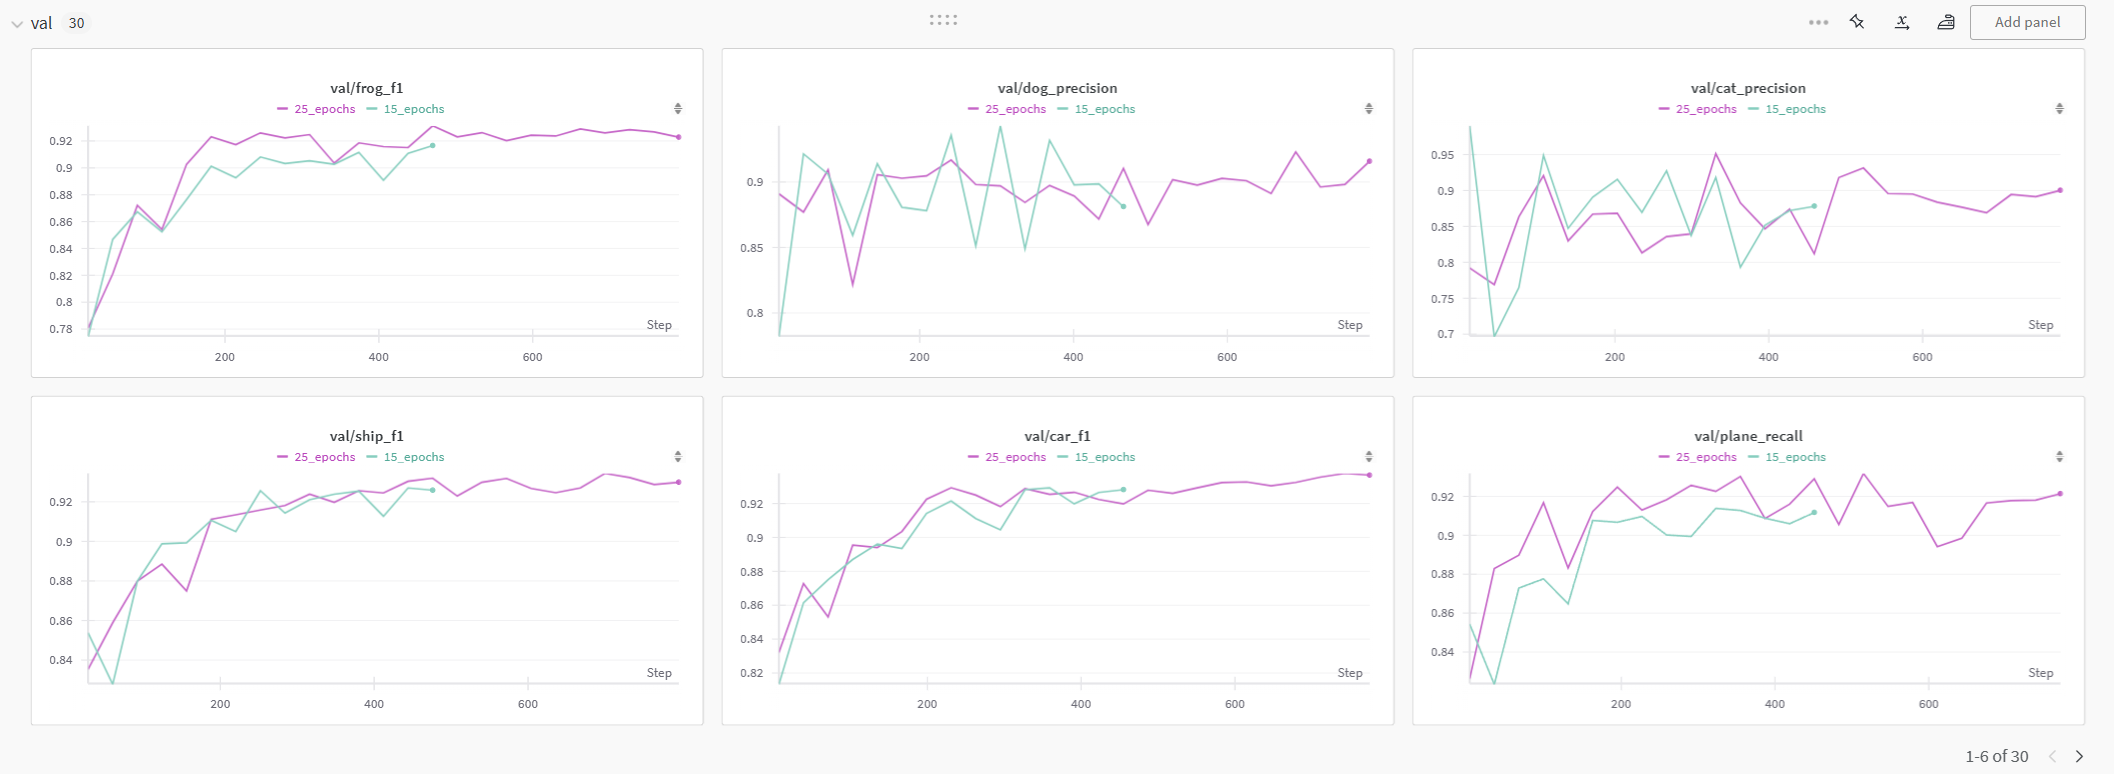 val 30
Add panel
val/frog_f1
25_epochs 15_epochs
0.92
0.9
0.88
0.86
0.84
0.82
0.8
0.78
Step
200 400 600
val/dog_precision
25_epochs 15_epochs
0.9
0.85
0.8
Step
200 400 600
val/cat_precision
25_epochs 15_epochs
0.95
0.9
0.85
0.8
0.75
0.7
Step
200 400 600
val/ship_f1
25_epochs 15_epochs
0.92
0.9
0.88
0.86
0.84
Step
200 400 600
val/car_f1
25_epochs 15_epochs
0.92
0.9
0.88
0.86
0.84
0.82
Step
200 400 600
val/plane_recall
25_epochs 15_epochs
0.92
0.9
0.88
0.86
0.84
Step
200 400 600
1-6 of 30